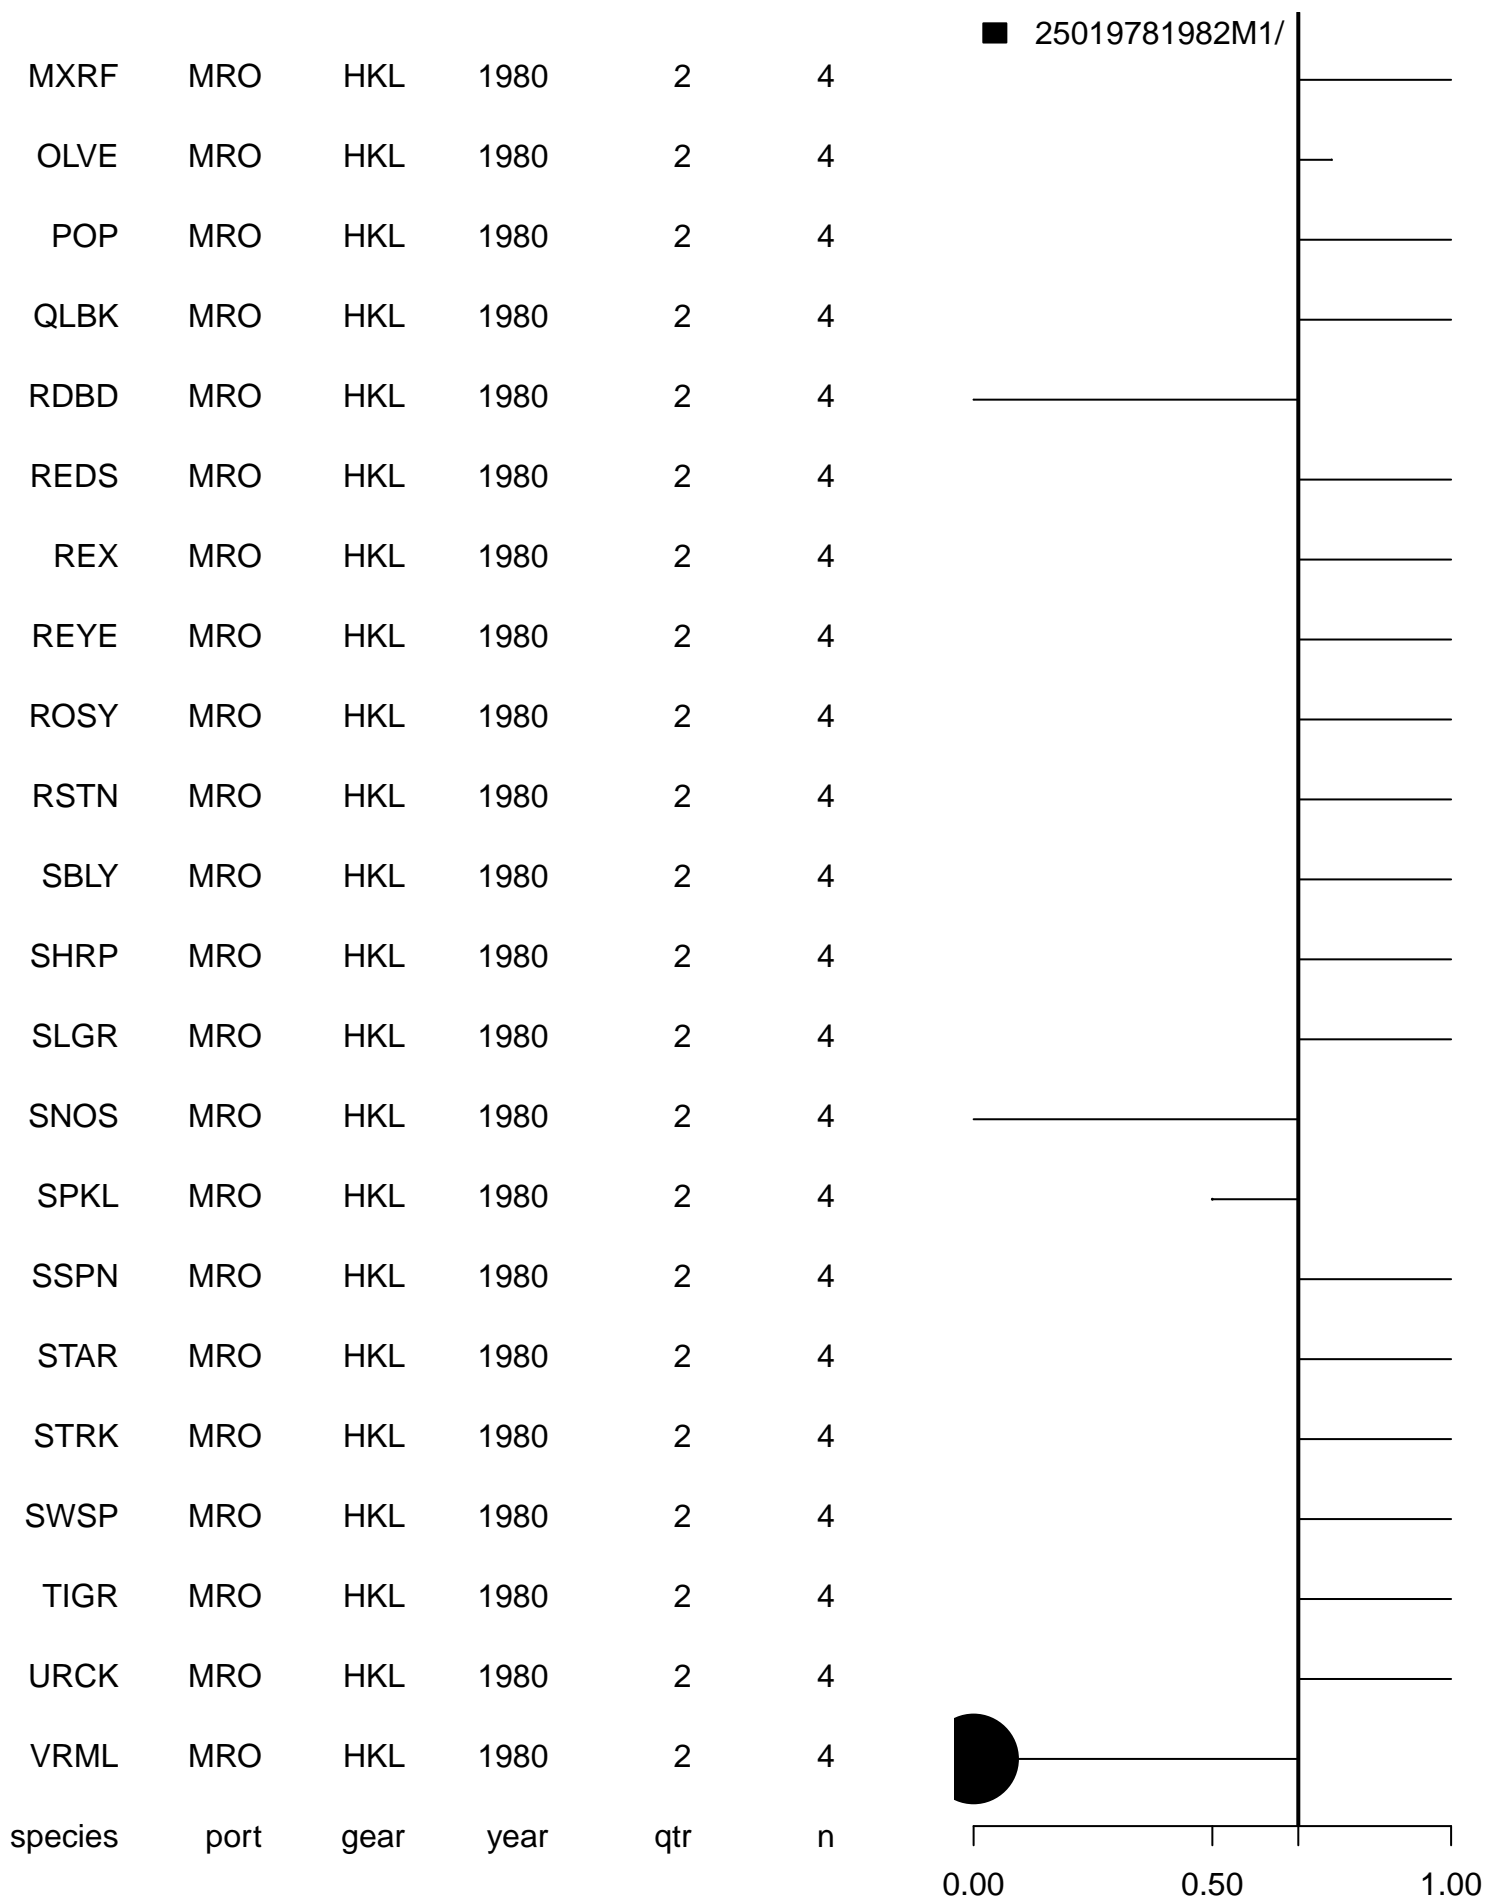 25019781982M1/
MXRF MRO HKL 1980 2 4
OLVE MRO HKL 1980 2 4
POP MRO HKL 1980 2 4
QLBK MRO HKL 1980 2 4
RDBD MRO HKL 1980 2 4
REDS MRO HKL 1980 2 4
REX MRO HKL 1980 2 4
REYE MRO HKL 1980 2 4
ROSY MRO HKL 1980 2 4
RSTN MRO HKL 1980 2 4
SBLY MRO HKL 1980 2 4
SHRP MRO HKL 1980 2 4
SLGR MRO HKL 1980 2 4
SNOS MRO HKL 1980 2 4
SPKL MRO HKL 1980 2 4
SSPN MRO HKL 1980 2 4
STAR MRO HKL 1980 2 4
STRK MRO HKL 1980 2 4
SWSP MRO HKL 1980 2 4
TIGR MRO HKL 1980 2 4
URCK MRO HKL 1980 2 4
VRML MRO HKL 1980 2 4
species port gear year qtr n
0.00 0.50 1.00